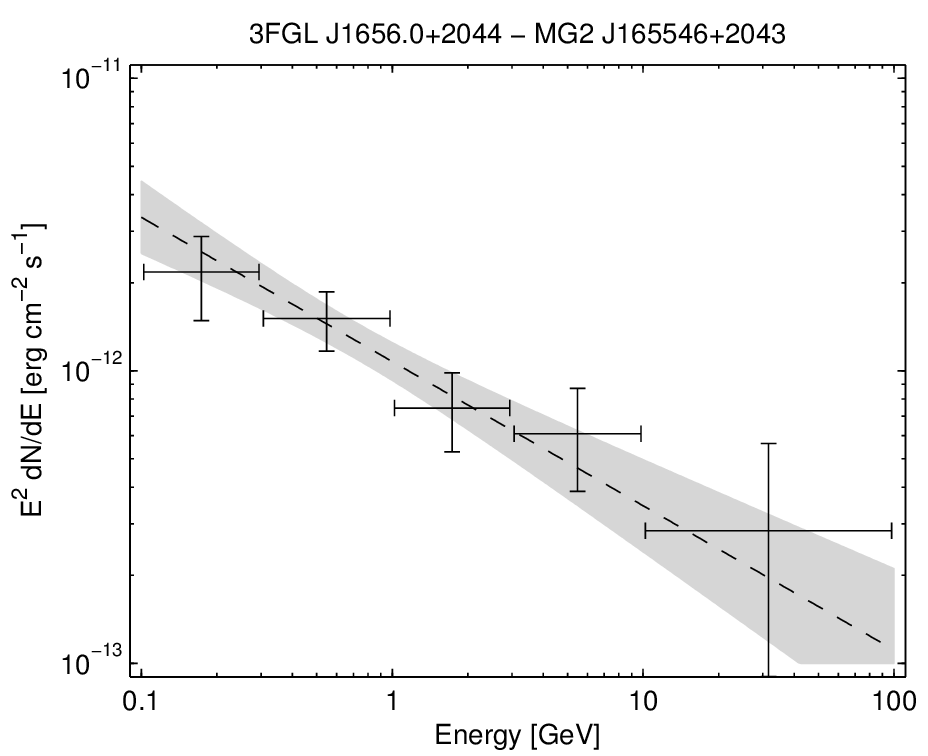 3FGL J1656.0+2044 − MG2 J165546+2043
10⁻¹¹
10⁻¹²
10⁻¹³
E² dN/dE [erg cm⁻² s⁻¹]
0.1 1 10 100
Energy [GeV]